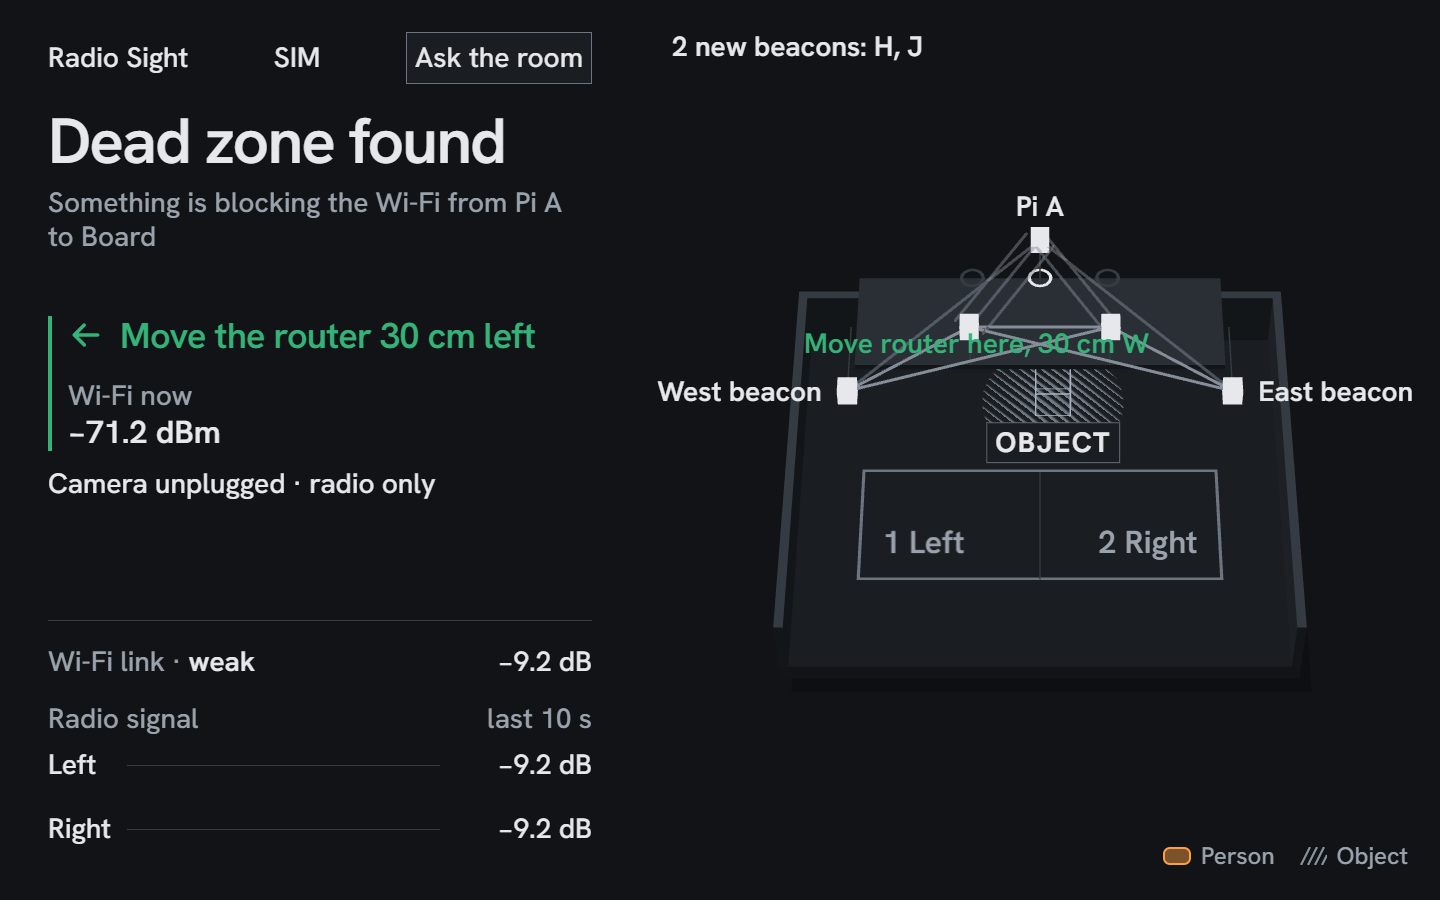 Radio Sight
SIM
Ask the room
Dead zone found
Something is blocking the Wi-Fi from Pi A
to Board
← Move the router 30 cm left
Wi-Fi now
−71.2 dBm
Camera unplugged · radio only
Wi-Fi link · weak −9.2 dB
Radio signal last 10 s
Left −9.2 dB
Right −9.2 dB
2 new beacons: H, J
Pi A
Move router here, 30 cm W
West beacon
East beacon
OBJECT
1 Left
2 Right
Person
Object